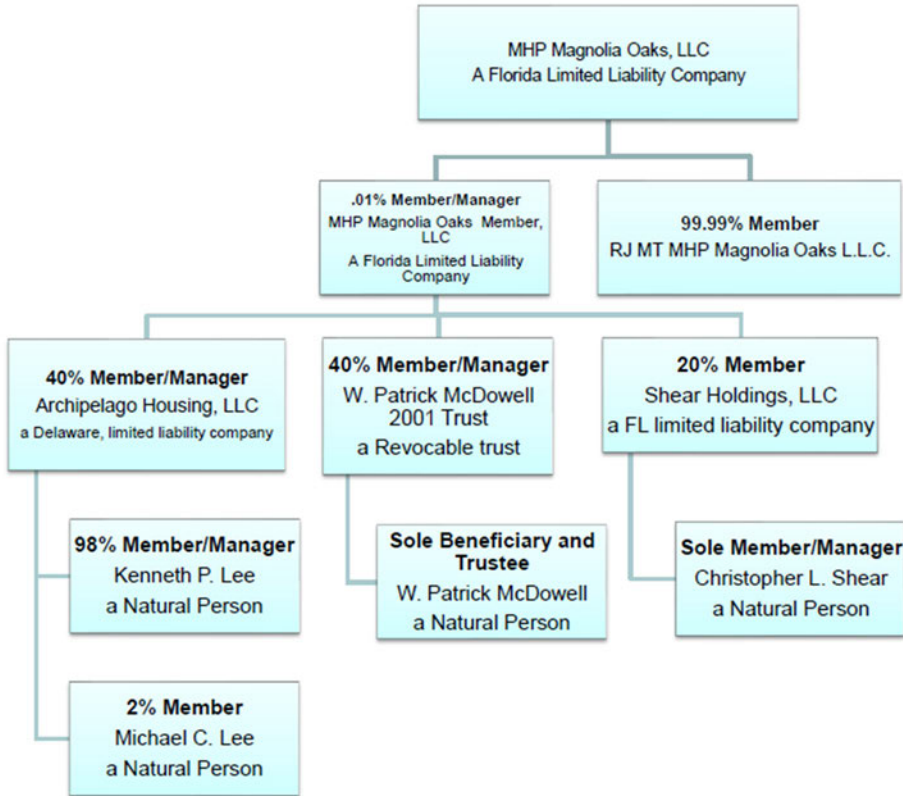 MHP Magnolia Oaks, LLC
A Florida Limited Liability Company
.01% Member/Manager
MHP Magnolia Oaks Member,
LLC
A Florida Limited Liability
Company
99.99% Member
RJ MT MHP Magnolia Oaks L.L.C.
40% Member/Manager
Archipelago Housing, LLC
a Delaware, limited liability company
40% Member/Manager
W. Patrick McDowell
2001 Trust
a Revocable trust
20% Member
Shear Holdings, LLC
a FL limited liability company
98% Member/Manager
Kenneth P. Lee
a Natural Person
Sole Beneficiary and
Trustee
W. Patrick McDowell
a Natural Person
Sole Member/Manager
Christopher L. Shear
a Natural Person
2% Member
Michael C. Lee
a Natural Person